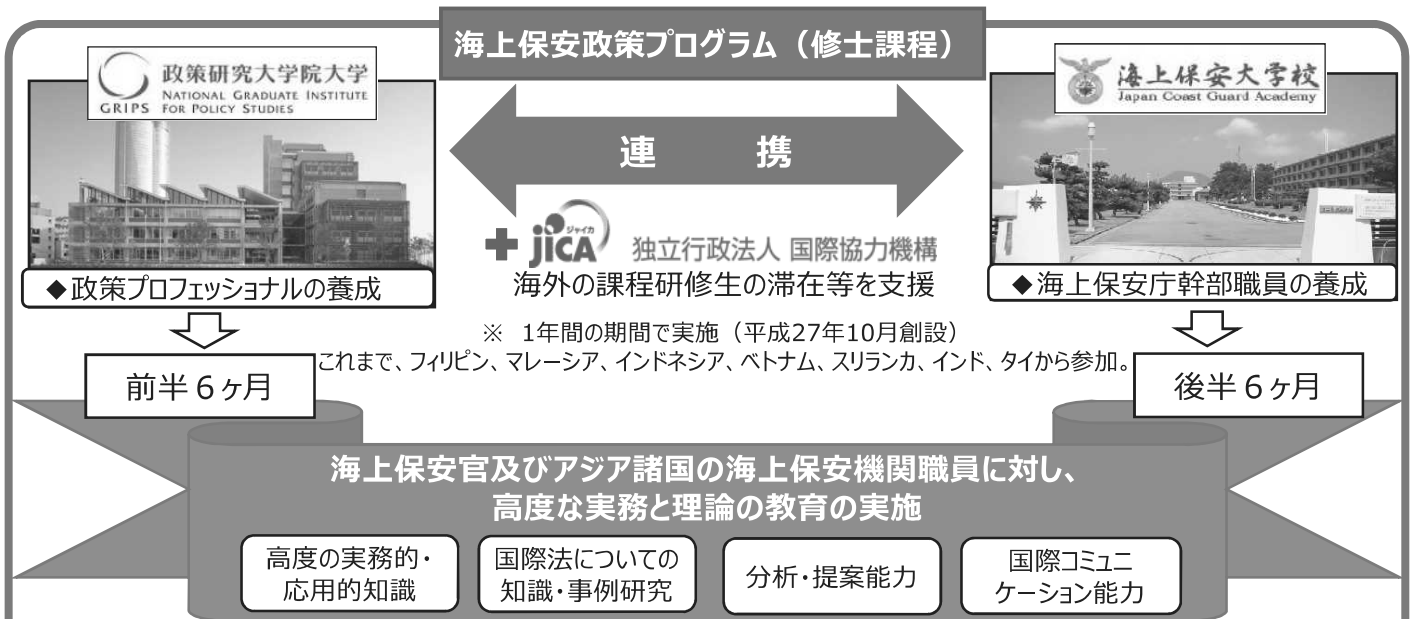 海上保安政策プログラム（修士課程）
政策研究大学院大学
NATIONAL GRADUATE INSTITUTE
FOR POLICY STUDIES
GRIPS
海上保安大学校
Japan Coast Guard Academy
連 携
+
ジャイカ
jICA
独立行政法人 国際協力機構
海外の課程研修生の滞在等を支援
◆政策プロフェッショナルの養成
◆海上保安庁幹部職員の養成
※ 1年間の期間で実施（平成27年10月創設）
これまで、フィリピン、マレーシア、インドネシア、ベトナム、スリランカ、インド、タイから参加。
前半６ヶ月
後半６ヶ月
海上保安官及びアジア諸国の海上保安機関職員に対し、
高度な実務と理論の教育の実施
高度の実務的・
応用的知識
国際法についての
知識・事例研究
分析・提案能力
国際コミュニ
ケーション能力